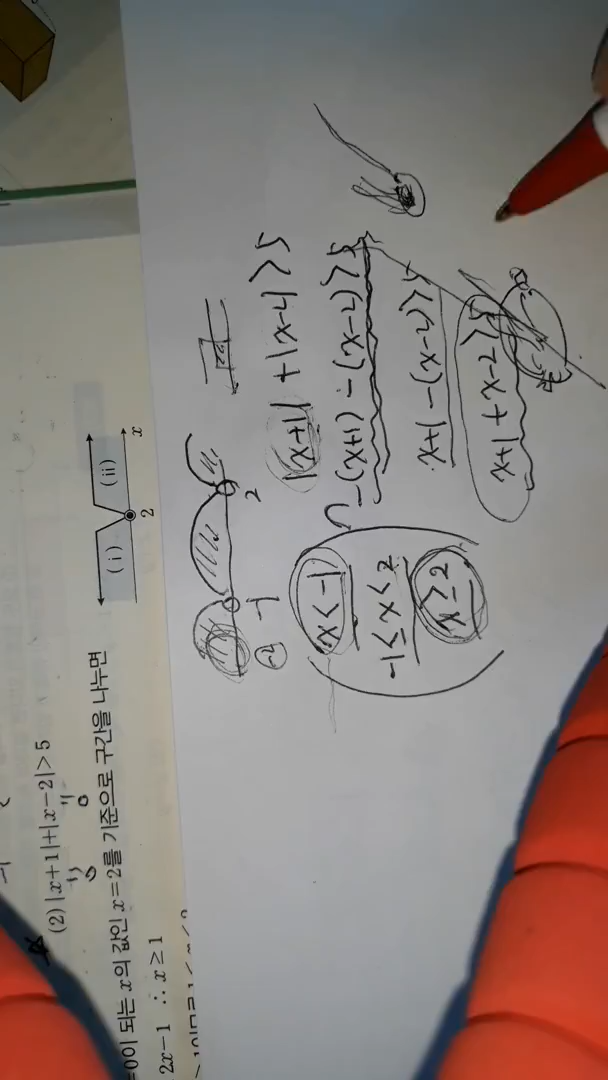 (2) |x+1|+|x-2|>5
=0이 되는 x의 값인 x=2를 기준으로 구간을 나누면
2x-1 ∴ x≥1
(i) (ii)
2 x
-1 2
|x+1| + |x-2| > 5
x<-1 -(x+1) -(x-2) > 5
-1≤x<2 x+1 -(x-2) > 5
x≥2 x+1 + x-2 > 5